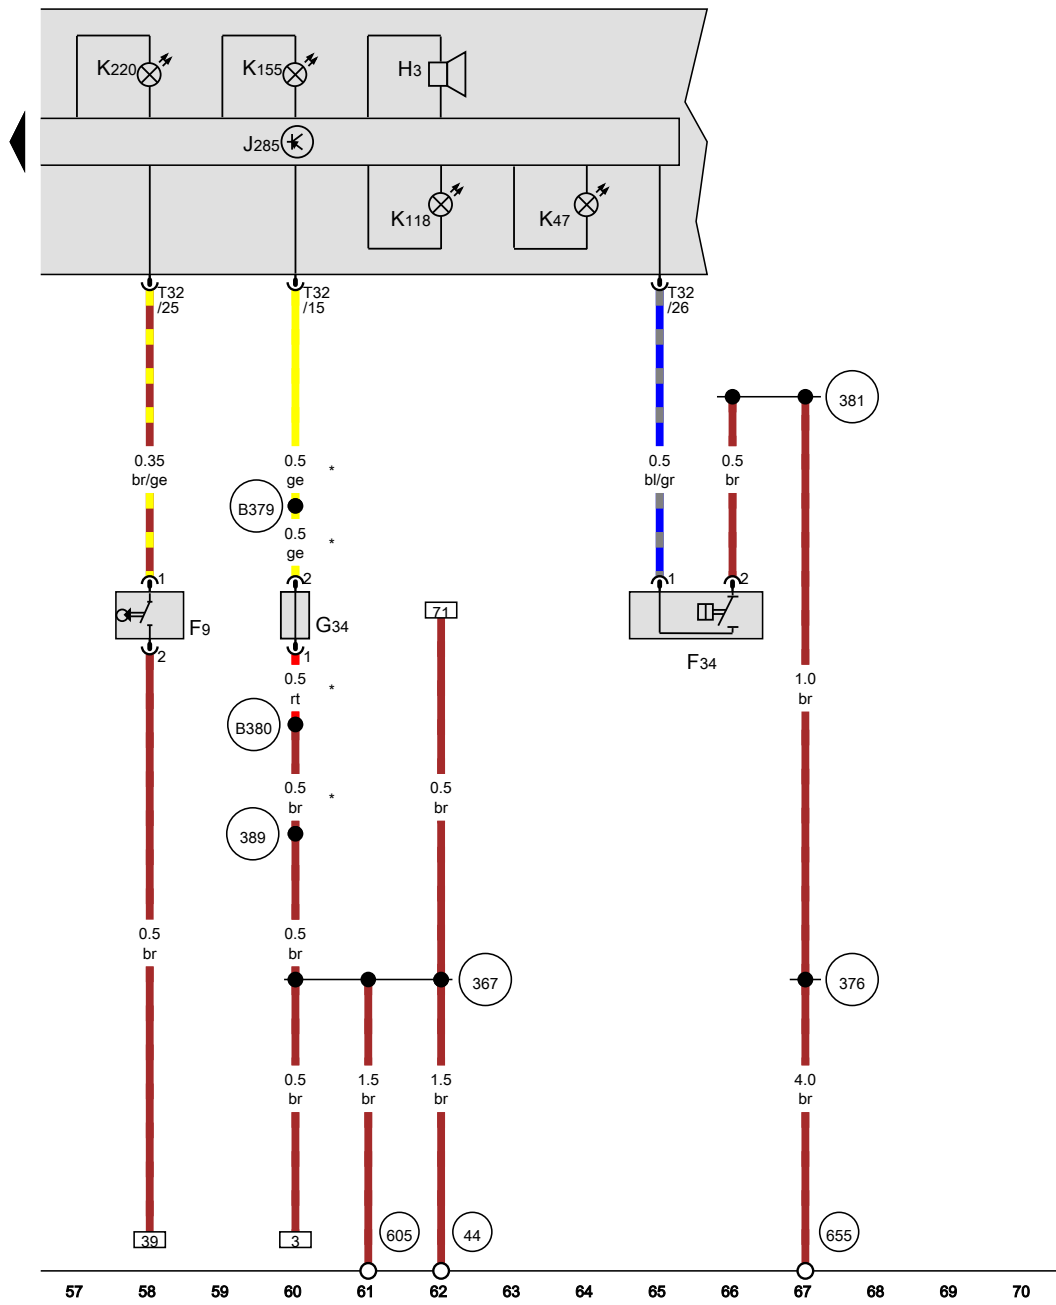 K220
K155
H3
J285
K118
K47
T32
/25
T32
/15
T32
/26
381
0.35
br/ge
0.5
ge
*
0.5
bl/gr
0.5
br
B379
0.5
ge
*
1
2
1
2
71
F9
G34
F34
2
1
0.5
rt
*
1.0
br
B380
0.5
br
*
0.5
br
389
0.5
br
0.5
br
367
376
0.5
br
1.5
br
1.5
br
4.0
br
39
3
605
44
655
57 58 59 60 61 62 63 64 65 66 67 68 69 70